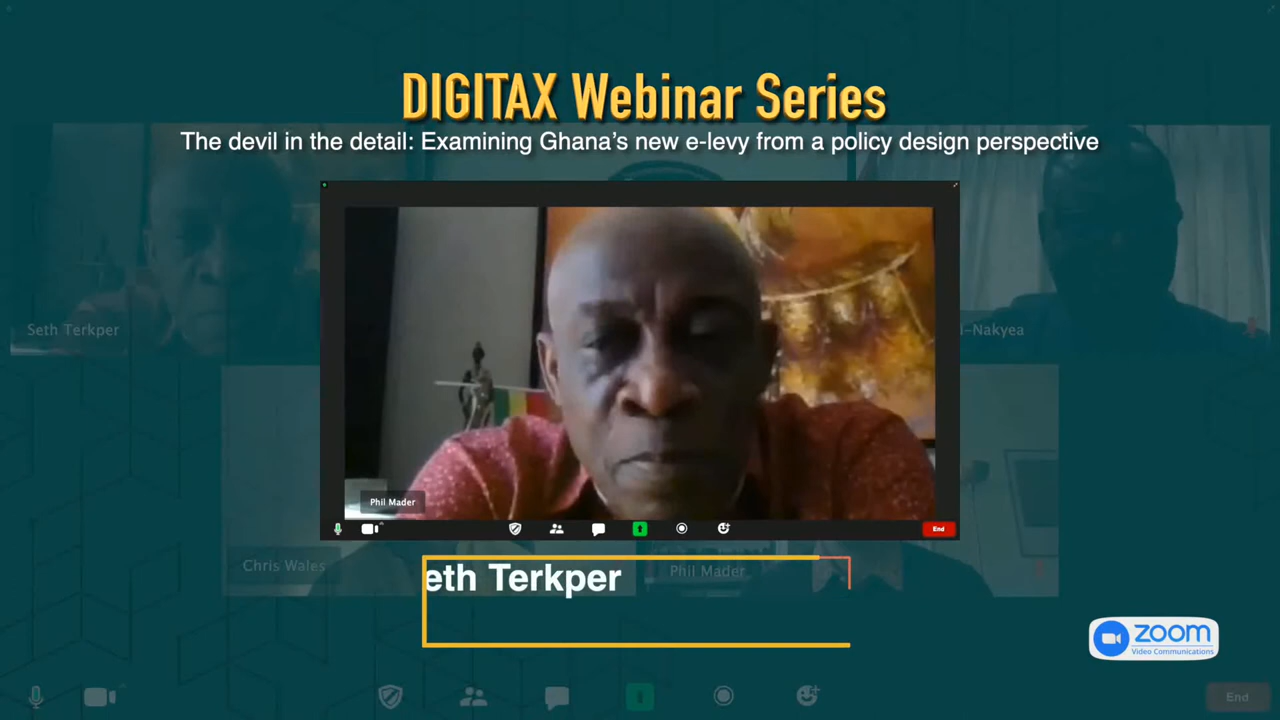 DIGITAX Webinar Series
The devil in the detail: Examining Ghana's new e-levy from a policy design perspective
Seth Terkper
i-Nakyea
Phil Mader
End
Chris Wales
Phil Mader
eth Terkper
zoom
Video Communications
End